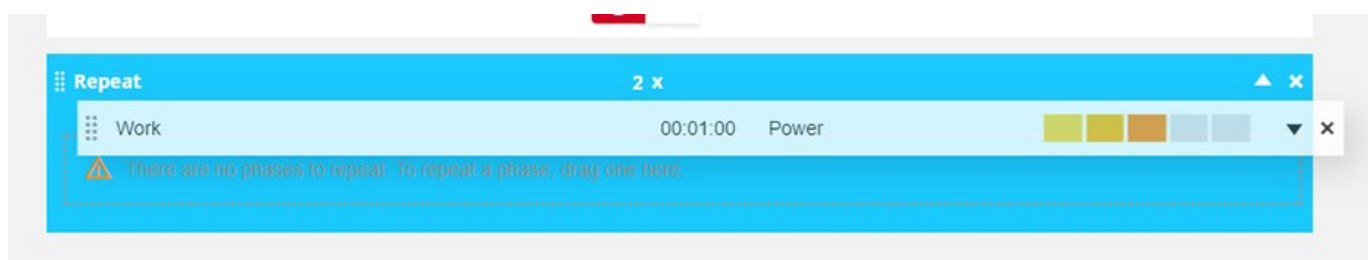 Repeat 2 x
Work 00:01:00 Power
There are no phases to repeat. To repeat a phase, drag one here.